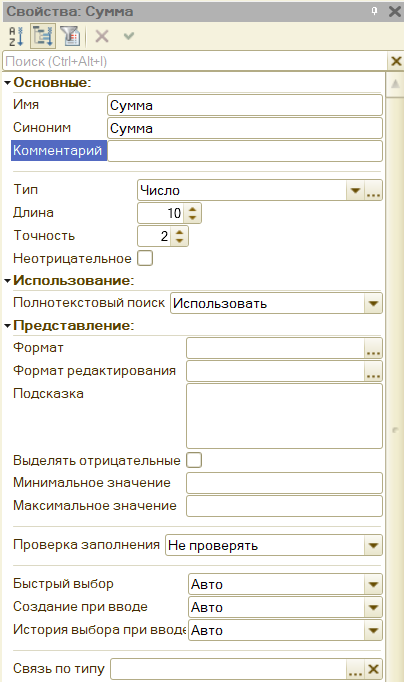 Свойства: Сумма
Поиск (Ctrl+Alt+I)
Основные:
Имя Сумма
Синоним Сумма
Комментарий
Тип Число
Длина 10
Точность 2
Неотрицательное
Использование:
Полнотекстовый поиск Использовать
Представление:
Формат
Формат редактирования
Подсказка
Выделять отрицательные
Минимальное значение
Максимальное значение
Проверка заполнения Не проверять
Быстрый выбор Авто
Создание при вводе Авто
История выбора при вводе Авто
Связь по типу